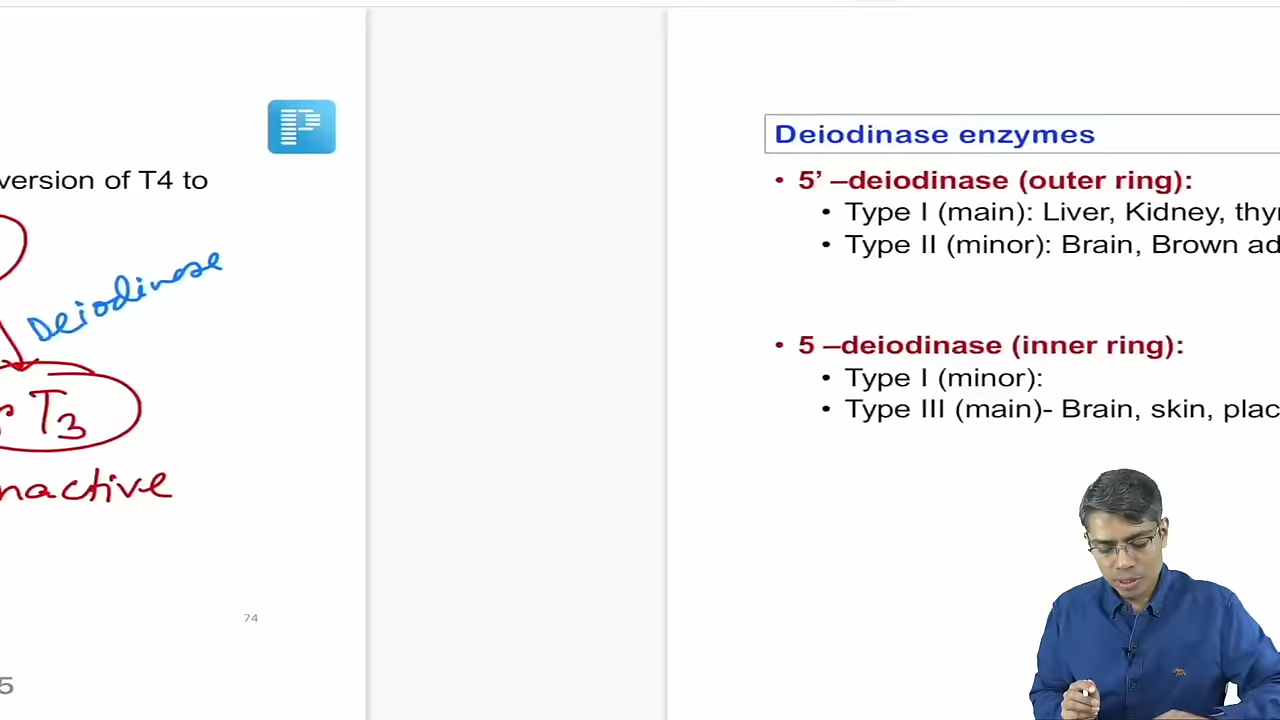 P
version of T4 to
Deiodinase
r T3
nactive
74
5
Deiodinase enzymes
• 5’ –deiodinase (outer ring):
• Type I (main): Liver, Kidney, thy
• Type II (minor): Brain, Brown ad
• 5 –deiodinase (inner ring):
• Type I (minor):
• Type III (main)- Brain, skin, plac